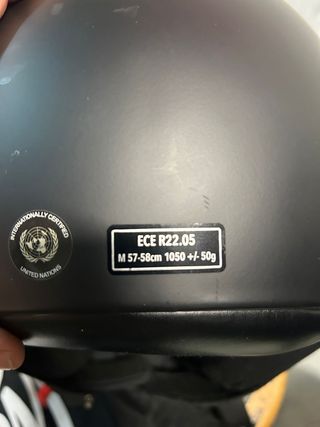 INTERNATIONALLY CERTIFIED
UNITED NATIONS
ECE R22.05
M 57-58cm 1050 +/- 50g